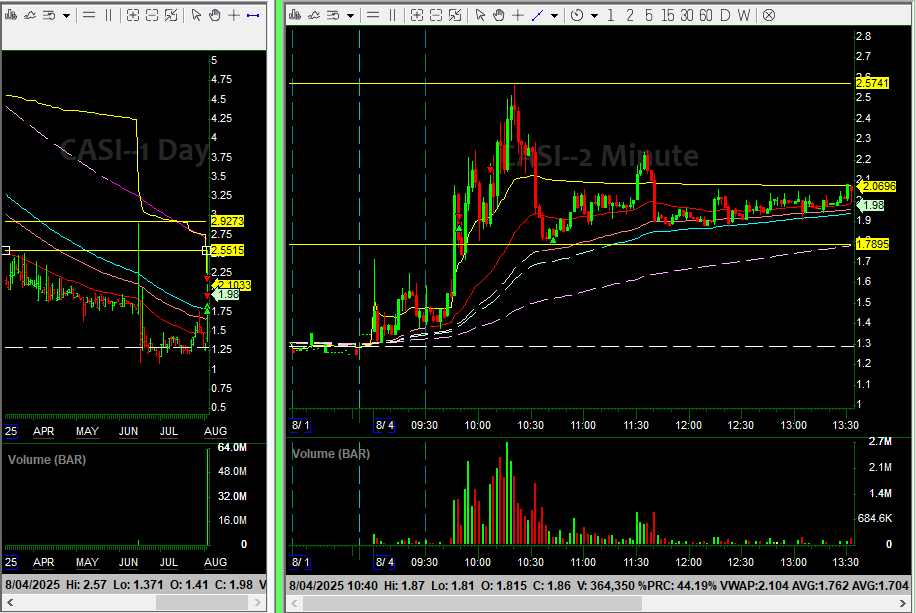 1 2 5 15 30 60 D W
CASI--1 Day
5
4.75
4.5
4.25
4
3.75
3.5
3.25
3
2.9273
2.75
2.5515
2.25
2.1033
1.98
1.75
1.5
1.25
1
0.75
0.5
25 APR MAY JUN JUL AUG
Volume (BAR)
64.0M
48.0M
32.0M
16.0M
0
25 APR MAY JUN JUL AUG
8/04/2025 Hi: 2.57 Lo: 1.371 O: 1.41 C: 1.98 V
CASI--2 Minute
2.8
2.7
2.6
2.5741
2.5
2.4
2.3
2.2
2.1
2.0696
1.98
1.9
1.7895
1.7
1.6
1.5
1.4
1.3
1.2
1.1
1
8/ 1 8/ 4 09:30 10:00 10:30 11:00 11:30 12:00 12:30 13:00 13:30
Volume (BAR)
2.7M
2.1M
1.4M
684.6K
0
8/ 1 8/ 4 09:30 10:00 10:30 11:00 11:30 12:00 12:30 13:00 13:30
8/04/2025 10:40 Hi: 1.87 Lo: 1.81 O: 1.815 C: 1.86 V: 364,350 %PRC: 44.19% VWAP:2.104 AVG:1.762 AVG:1.704